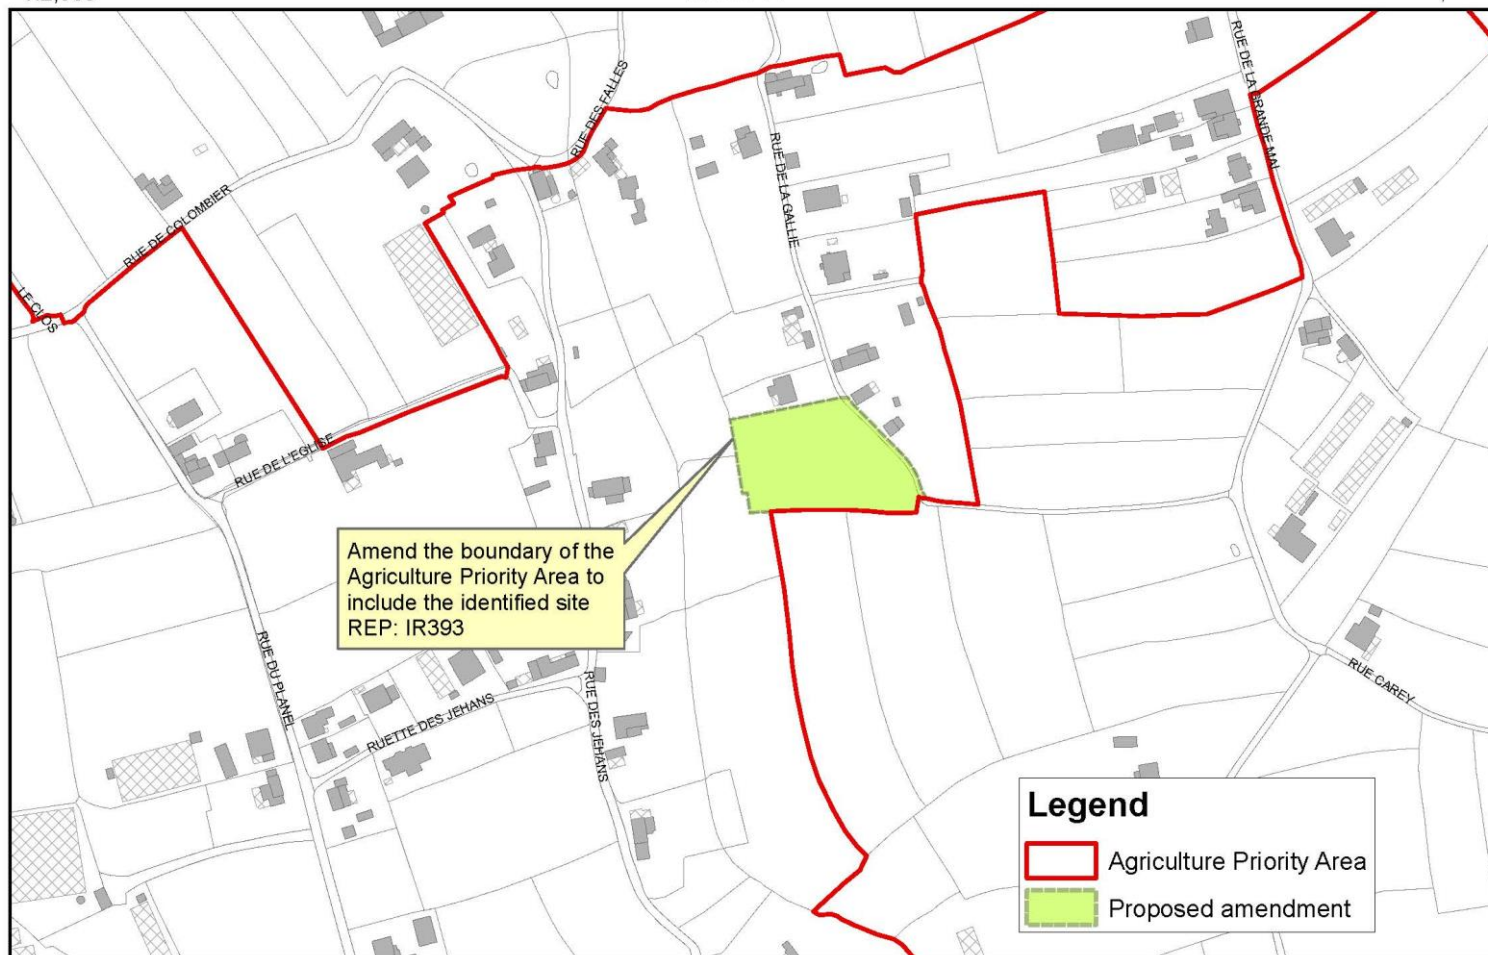 RUE DES FALLES
RUE DE LA GRANDE MAI
RUE DE COLOMBIER
RUE DE LA GALLIE
LE CLOS
RUE DE L'EGLISE
Amend the boundary of the
Agriculture Priority Area to
include the identified site
REP: IR393
RUE DU PLANEL
RUETTE DES JEHANS
RUE DES JEHANS
RUE CAREY
Legend
Agriculture Priority Area
Proposed amendment